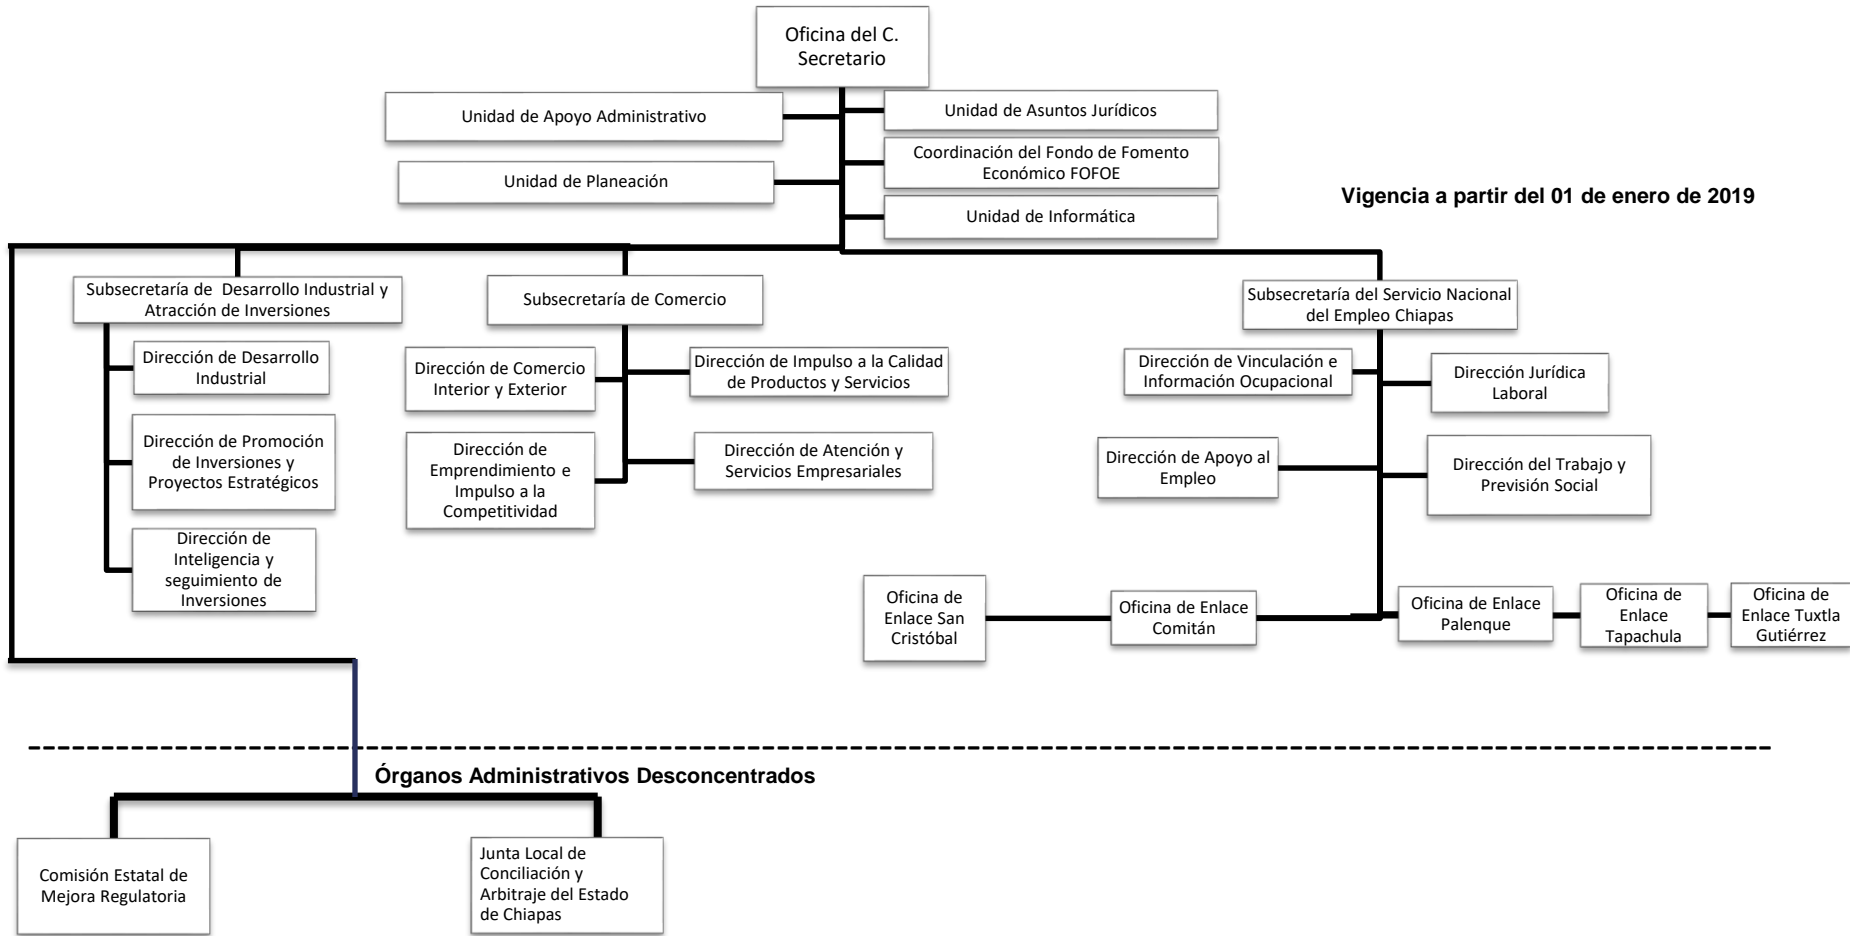 Oficina del C.
Secretario
Unidad de Apoyo Administrativo
Unidad de Asuntos Jurídicos
Coordinación del Fondo de Fomento
Económico FOFOE
Unidad de Planeación
Unidad de Informática
Vigencia a partir del 01 de enero de 2019
Subsecretaría de Desarrollo Industrial y
Atracción de Inversiones
Dirección de Desarrollo
Industrial
Dirección de Promoción
de Inversiones y
Proyectos Estratégicos
Dirección de
Inteligencia y
seguimiento de
Inversiones
Subsecretaría de Comercio
Dirección de Comercio
Interior y Exterior
Dirección de Impulso a la Calidad
de Productos y Servicios
Dirección de
Emprendimiento e
Impulso a la
Competitividad
Dirección de Atención y
Servicios Empresariales
Subsecretaría del Servicio Nacional
del Empleo Chiapas
Dirección de Vinculación e
Información Ocupacional
Dirección Jurídica
Laboral
Dirección de Apoyo al
Empleo
Dirección del Trabajo y
Previsión Social
Oficina de
Enlace San
Cristóbal
Oficina de Enlace
Comitán
Oficina de Enlace
Palenque
Oficina de
Enlace
Tapachula
Oficina de
Enlace Tuxtla
Gutiérrez
Órganos Administrativos Desconcentrados
Comisión Estatal de
Mejora Regulatoria
Junta Local de
Conciliación y
Arbitraje del Estado
de Chiapas